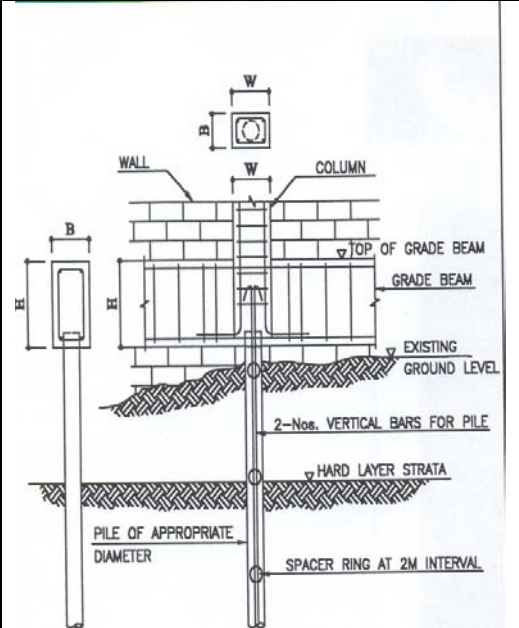 W
B
W
WALL
COLUMN
B
TOP OF GRADE BEAM
H
H
GRADE BEAM
EXISTING
GROUND LEVEL
2-Nos. VERTICAL BARS FOR PILE
HARD LAYER STRATA
PILE OF APPROPRIATE
DIAMETER
SPACER RING AT 2M INTERVAL